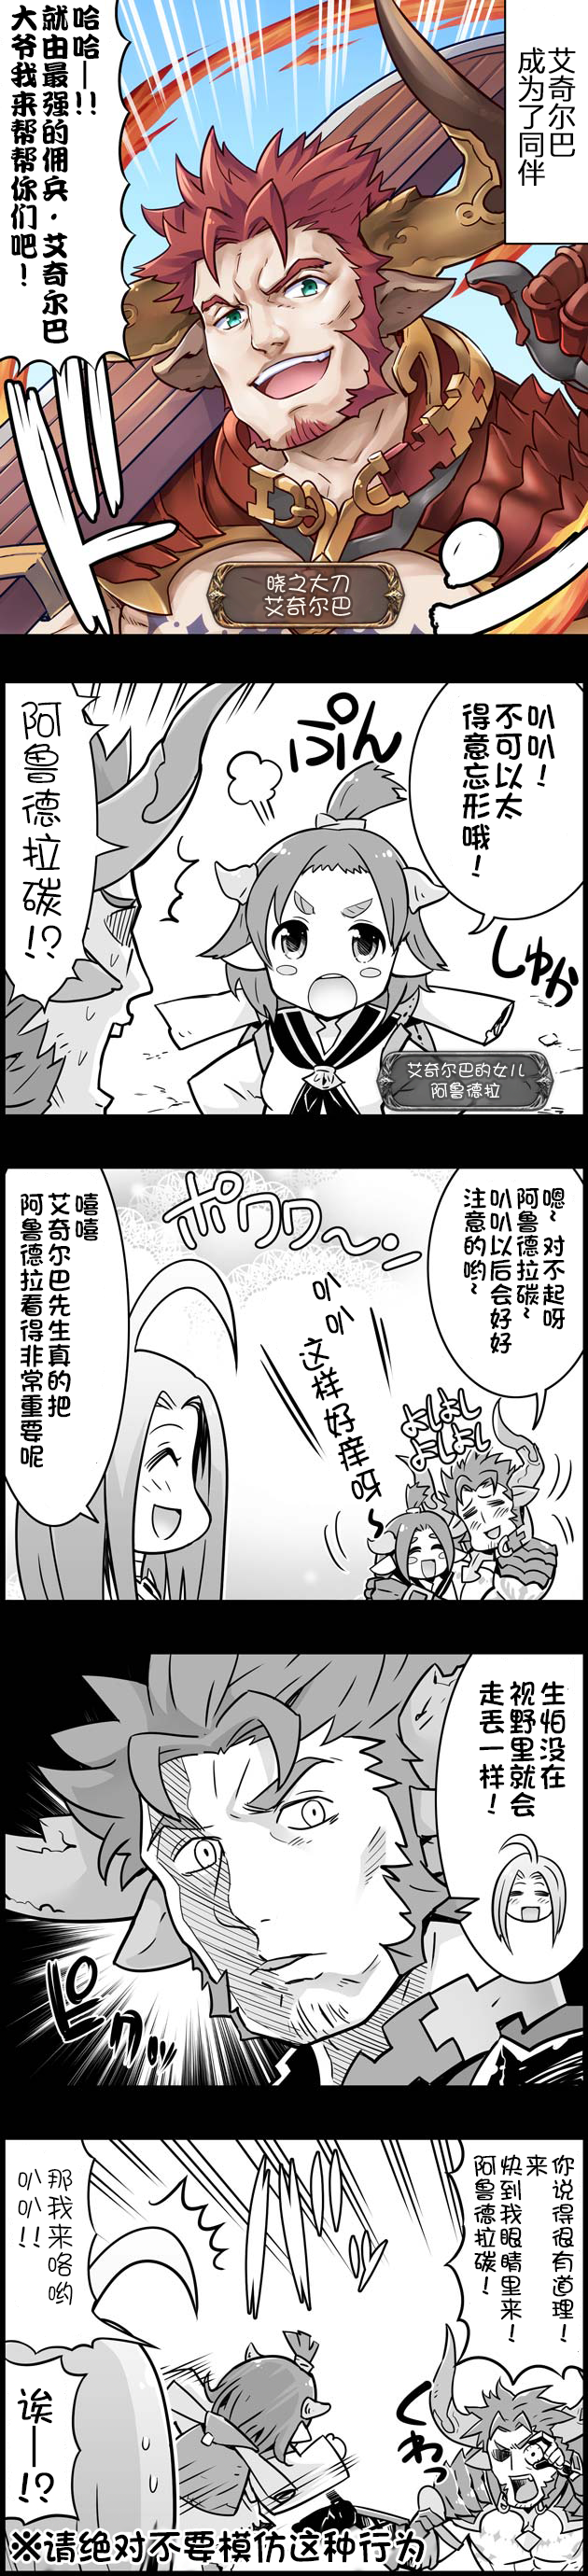 艾奇尔巴
成为了同伴
哈哈—!!
就由最强的佣兵·艾奇尔巴
大爷我来帮帮你们吧！
ドン
晓之大刀
艾奇尔巴
叭叭！
不可以太
得意忘形哦！
ぷん
阿鲁德拉碳!?
しゅか
艾奇尔巴的女儿
阿鲁德拉
嗯~对不起呀
阿鲁德拉碳~
叭叭以后会好好
注意的哟~
ポワワ〜ン
叭叭
这样好痒呀~
よしよし
よしよし
嘻嘻
艾奇尔巴先生真的把
阿鲁德拉看得非常重要呢
生怕没在
视野里就会
走丢一样！
ピクッ
你说得很有道理！
来
快到我眼睛里来！
阿鲁德拉碳！
那我来咯哟
叭叭!!
くわっ
诶—!?
※请绝对不要模仿这种行为